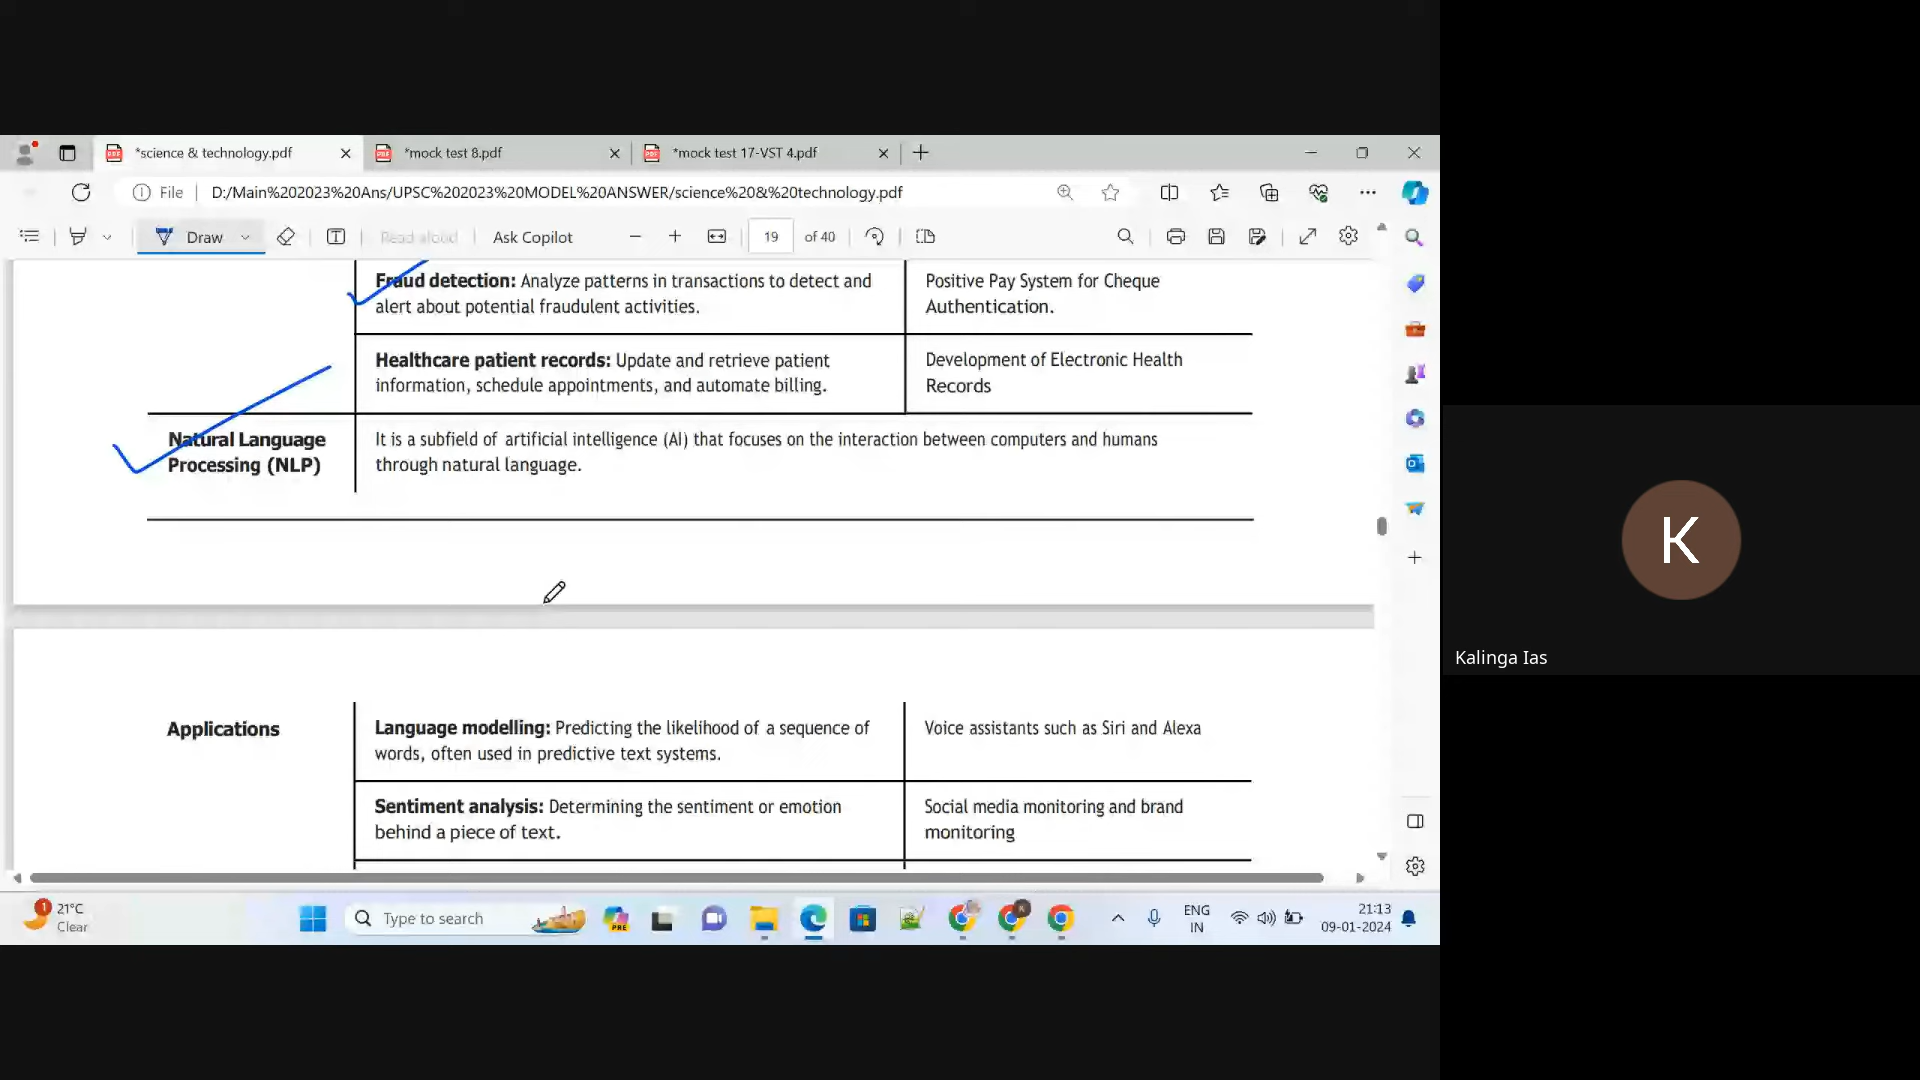 *science & technology.pdf
*mock test 8.pdf
*mock test 17-VST 4.pdf
File
D:/Main%202023%20Ans/UPSC%202023%20MODEL%20ANSWER/science%20&%20technology.pdf
Draw
Read aloud
Ask Copilot
19
of 40
Fraud detection: Analyze patterns in transactions to detect and
alert about potential fraudulent activities.
Positive Pay System for Cheque
Authentication.
Healthcare patient records: Update and retrieve patient
information, schedule appointments, and automate billing.
Development of Electronic Health
Records
Natural Language
Processing (NLP)
It is a subfield of artificial intelligence (AI) that focuses on the interaction between computers and humans
through natural language.
Applications
Language modelling: Predicting the likelihood of a sequence of
words, often used in predictive text systems.
Voice assistants such as Siri and Alexa
Sentiment analysis: Determining the sentiment or emotion
behind a piece of text.
Social media monitoring and brand
monitoring
K
Kalinga Ias
1
21°C
Clear
Type to search
PRE
ENG
IN
21:13
09-01-2024